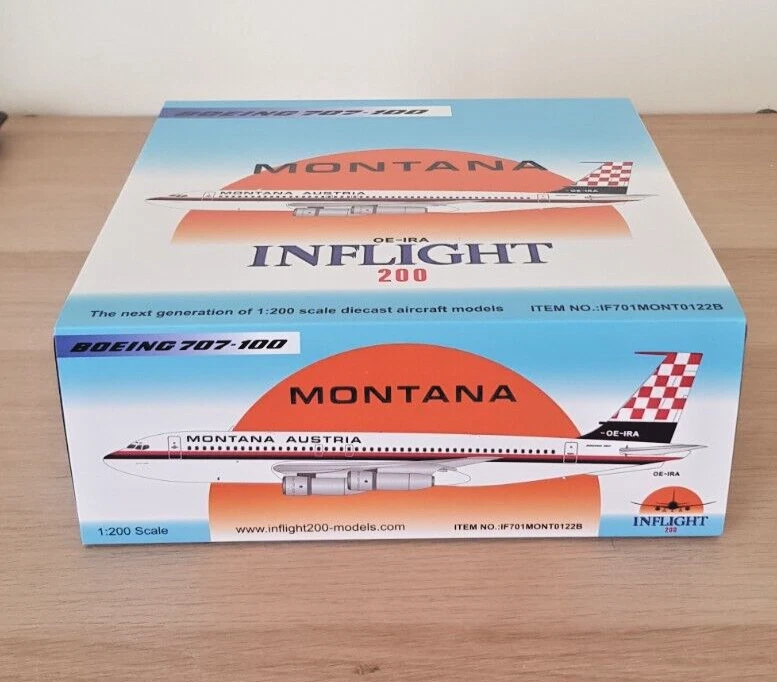 BOEING 707-100
MONTANA
MONTANA AUSTRIA
OE-IRA
OE-IRA
INFLIGHT
200
The next generation of 1:200 scale diecast aircraft models
ITEM NO.:IF701MONT0122B
BOEING 707-100
MONTANA
MONTANA AUSTRIA
OE-IRA
OE-IRA
1:200 Scale
www.inflight200-models.com
ITEM NO.:IF701MONT0122B
INFLIGHT
200